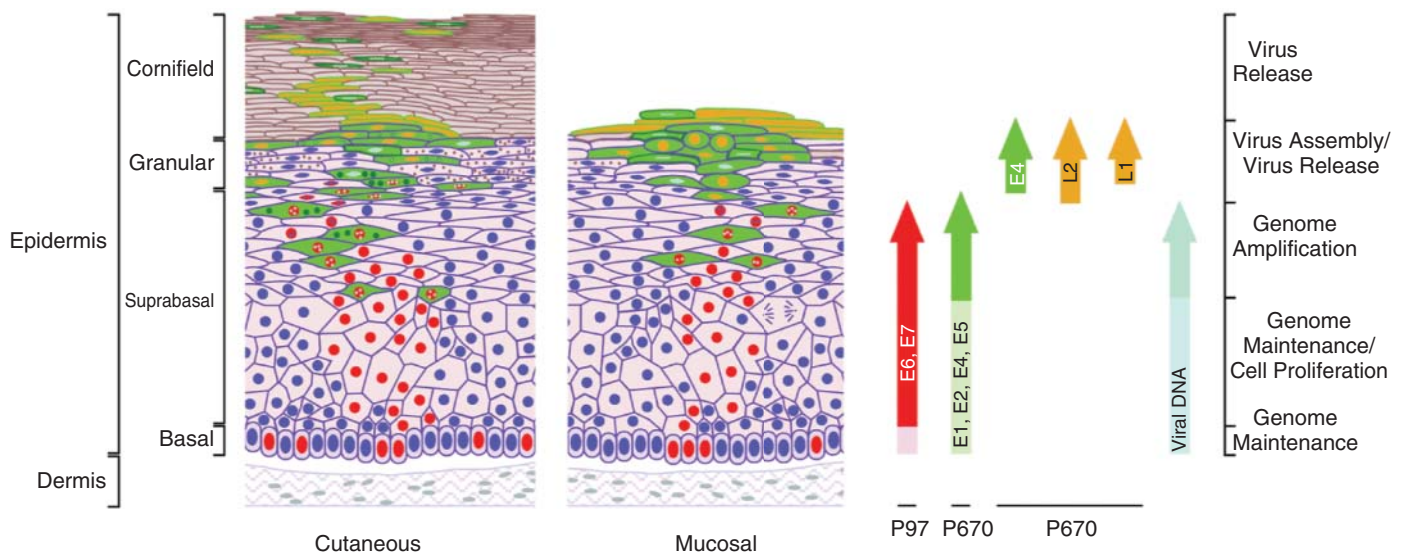 Epidermis
Dermis
Cornifield
Granular
Suprabasal
Basal
Cutaneous
Mucosal
E6, E7
E1, E2, E4, E5
E4
L2
L1
Viral DNA
P97
P670
P670
Virus
Release
Virus Assembly/
Virus Release
Genome
Amplification
Genome
Maintenance/
Cell Proliferation
Genome
Maintenance